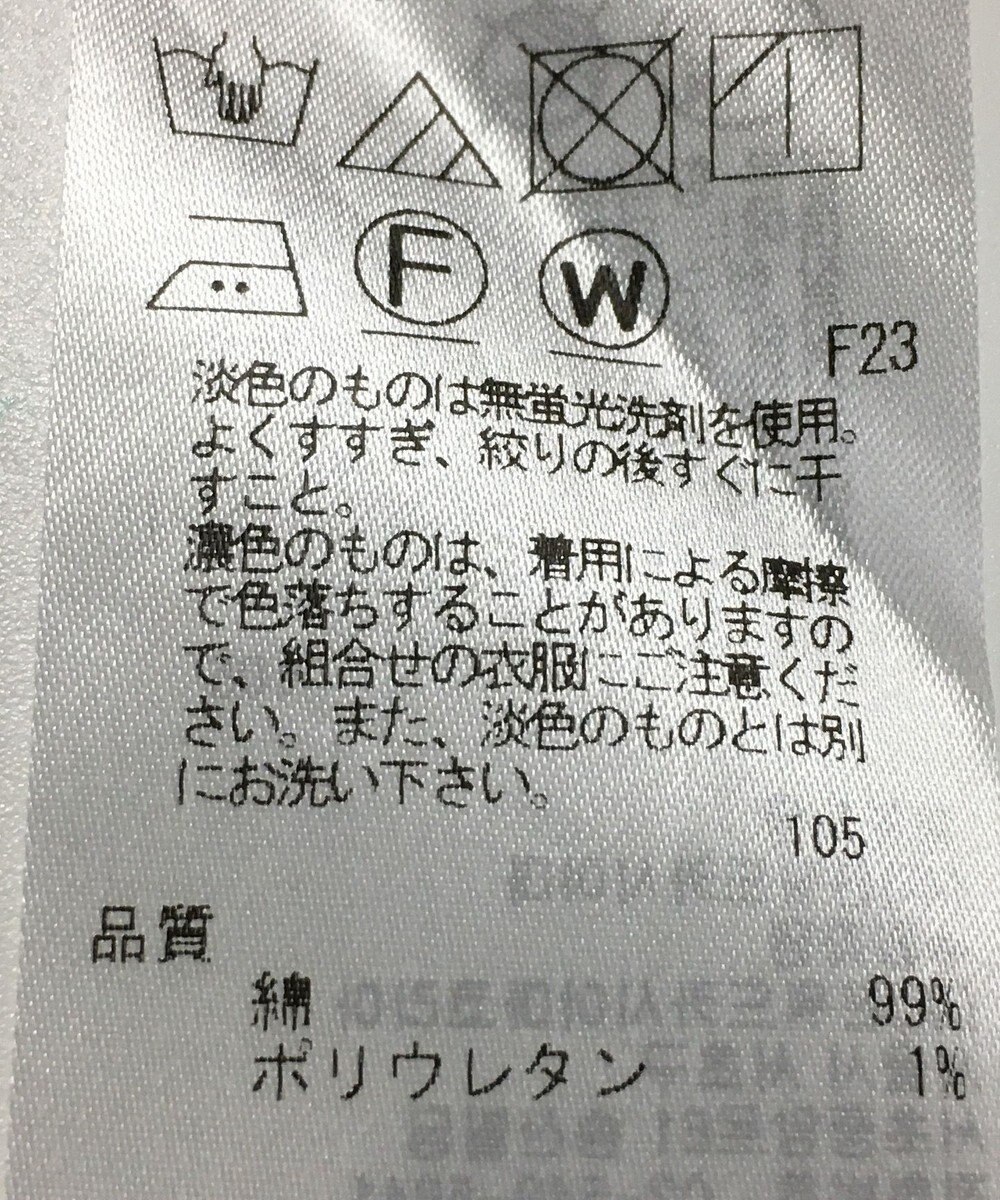 F
W
F23
淡色のものは無蛍光洗剤を使用。
よくすすぎ、絞りの後すぐに干
すこと。
濃色のものは、着用による摩擦
で色落ちすることがありますの
で、組合せの衣服にご注意くだ
さい。また、淡色のものとは別
にお洗い下さい。
105
品質
綿 99%
ポリウレタン 1%